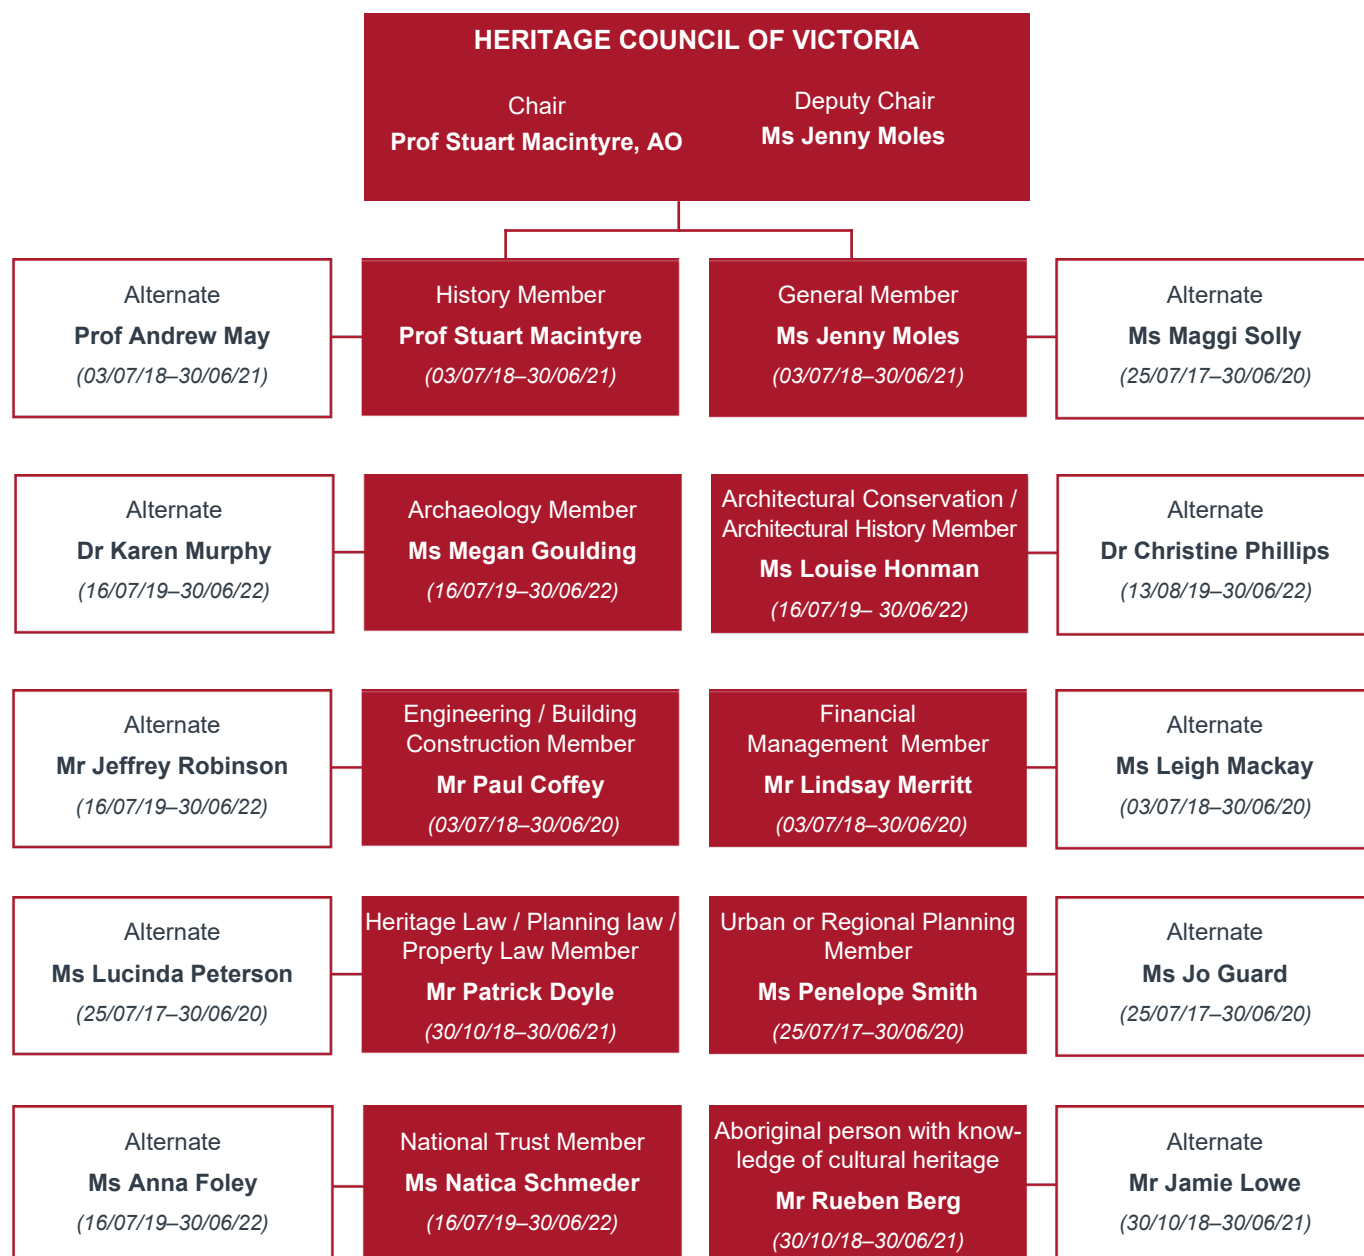 HERITAGE COUNCIL OF VICTORIA
Chair
Prof Stuart Macintyre, AO
Deputy Chair
Ms Jenny Moles
Alternate
Prof Andrew May
(03/07/18–30/06/21)
History Member
Prof Stuart Macintyre
(03/07/18–30/06/21)
General Member
Ms Jenny Moles
(03/07/18–30/06/21)
Alternate
Ms Maggi Solly
(25/07/17–30/06/20)
Alternate
Dr Karen Murphy
(16/07/19–30/06/22)
Archaeology Member
Ms Megan Goulding
(16/07/19–30/06/22)
Architectural Conservation /
Architectural History Member
Ms Louise Honman
(16/07/19– 30/06/22)
Alternate
Dr Christine Phillips
(13/08/19–30/06/22)
Alternate
Mr Jeffrey Robinson
(16/07/19–30/06/22)
Engineering / Building
Construction Member
Mr Paul Coffey
(03/07/18–30/06/20)
Financial
Management Member
Mr Lindsay Merritt
(03/07/18–30/06/20)
Alternate
Ms Leigh Mackay
(03/07/18–30/06/20)
Alternate
Ms Lucinda Peterson
(25/07/17–30/06/20)
Heritage Law / Planning law /
Property Law Member
Mr Patrick Doyle
(30/10/18–30/06/21)
Urban or Regional Planning
Member
Ms Penelope Smith
(25/07/17–30/06/20)
Alternate
Ms Jo Guard
(25/07/17–30/06/20)
Alternate
Ms Anna Foley
(16/07/19–30/06/22)
National Trust Member
Ms Natica Schmeder
(16/07/19–30/06/22)
Aboriginal person with know-
ledge of cultural heritage
Mr Rueben Berg
(30/10/18–30/06/21)
Alternate
Mr Jamie Lowe
(30/10/18–30/06/21)